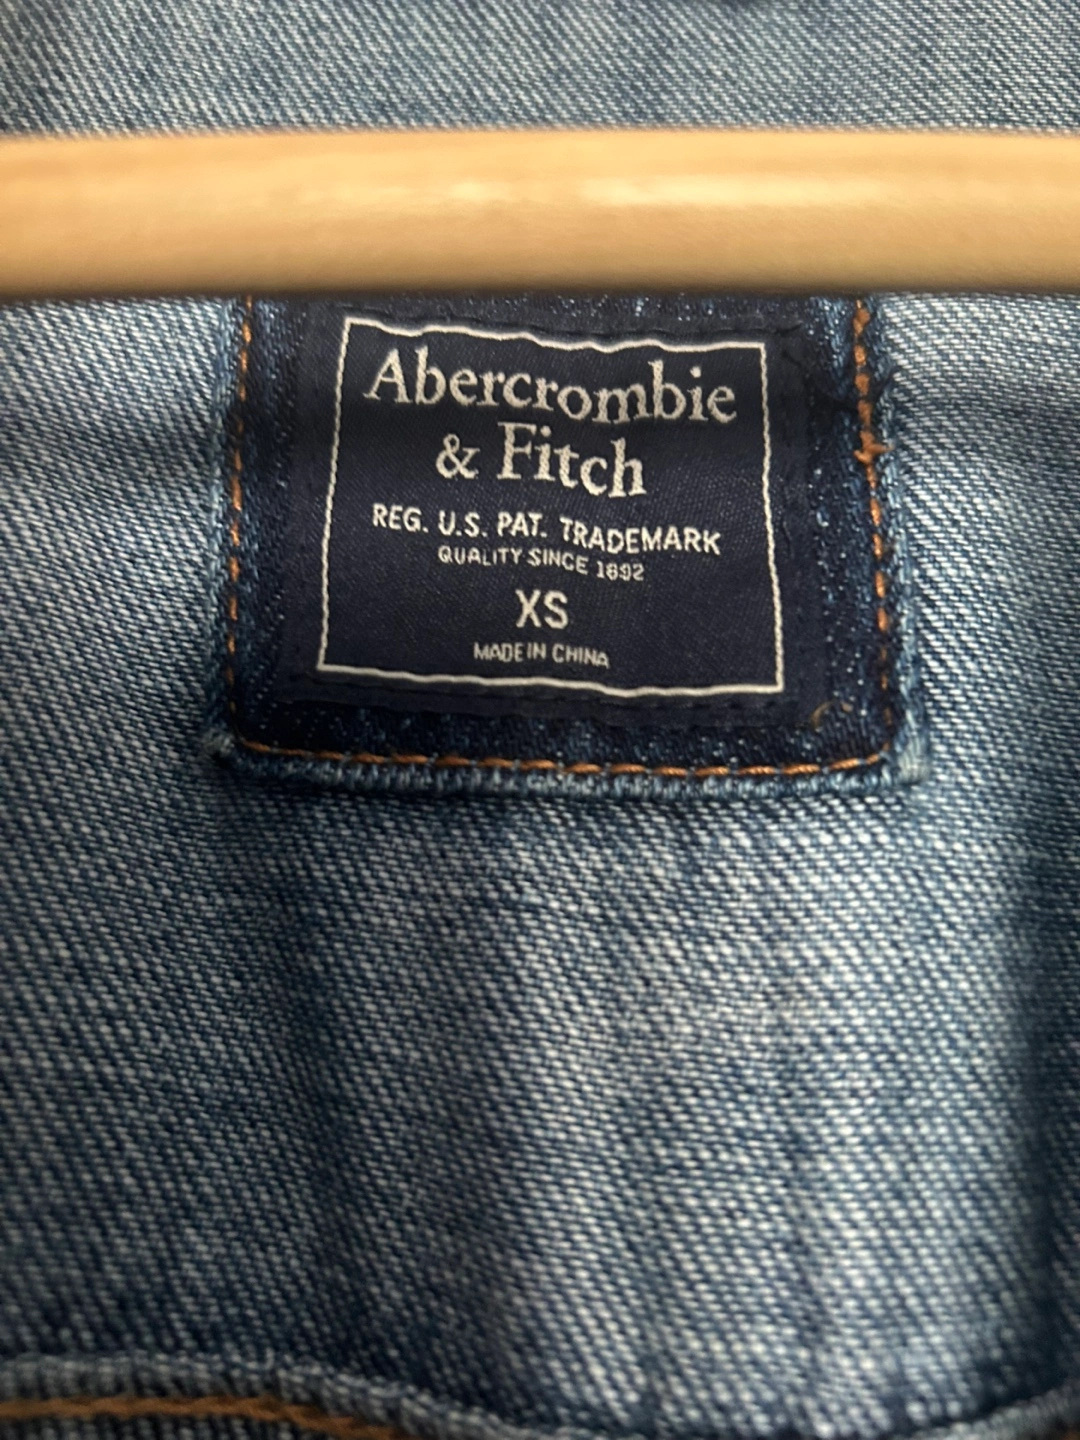 Abercrombie
& Fitch
REG. U.S. PAT. TRADEMARK
QUALITY SINCE 1892
XS
MADE IN CHINA